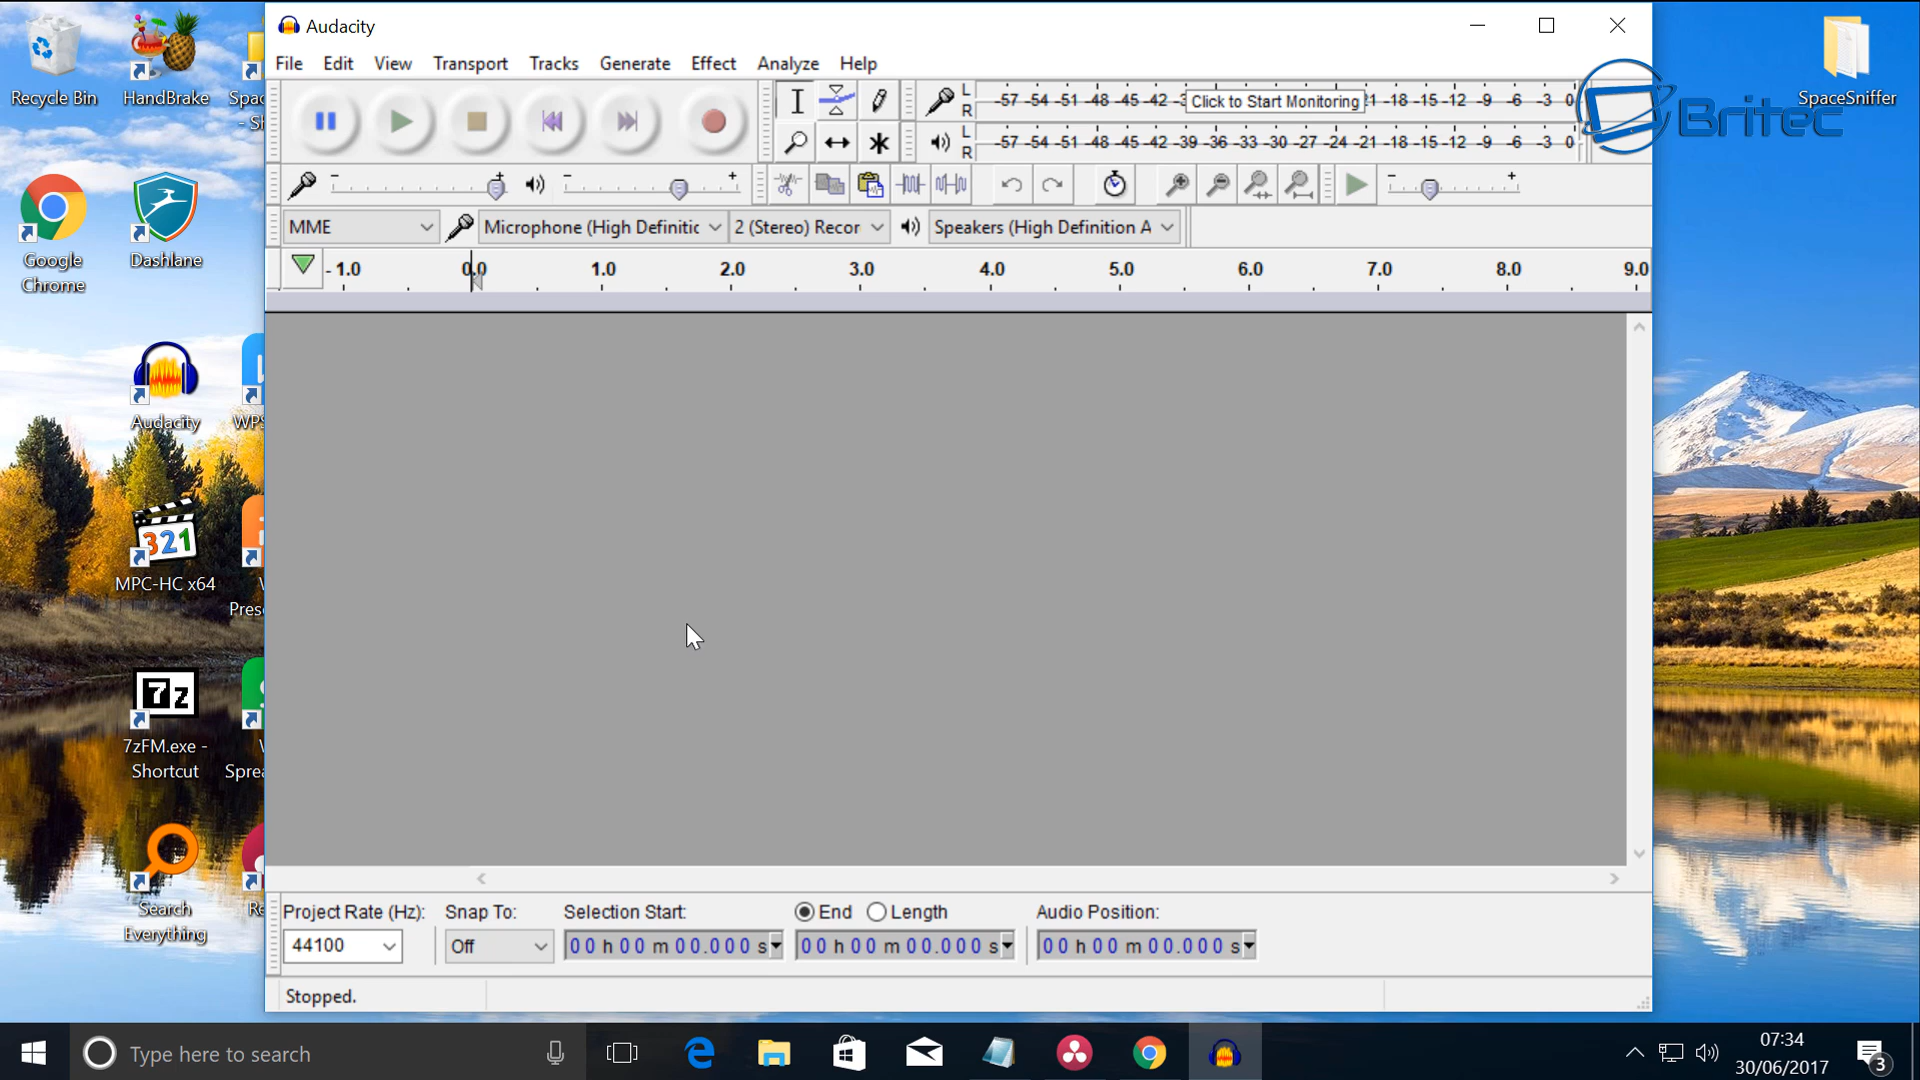 Recycle Bin
HandBrake
Google
Chrome
Dashlane
Audacity
MPC-HC x64
7zFM.exe -
Shortcut
Search
Everything
Audacity
File Edit View Transport Tracks Generate Effect Analyze Help
L
R
-57 -54 -51 -48 -45 -42 Click to Start Monitoring -18 -15 -12 -9 -6 -3 0
L
R
-57 -54 -51 -48 -45 -42 -39 -36 -33 -30 -27 -24 -21 -18 -15 -12 -9 -6 -3 0
MME Microphone (High Definitic 2 (Stereo) Recor Speakers (High Definition A
-1.0 0.0 1.0 2.0 3.0 4.0 5.0 6.0 7.0 8.0 9.0
Project Rate (Hz): Snap To: Selection Start: End Length Audio Position:
44100 Off 00 h 00 m 00.000 s 00 h 00 m 00.000 s 00 h 00 m 00.000 s
Stopped.
Britec
SpaceSniffer
Type here to search
07:34
30/06/2017
3